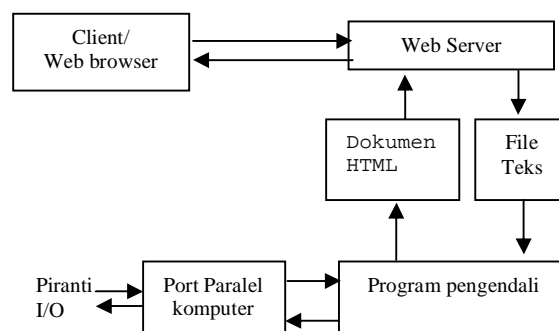 Client/
Web browser
Web Server
Dokumen
HTML
File
Teks
Piranti
I/O
Port Paralel
komputer
Program pengendali